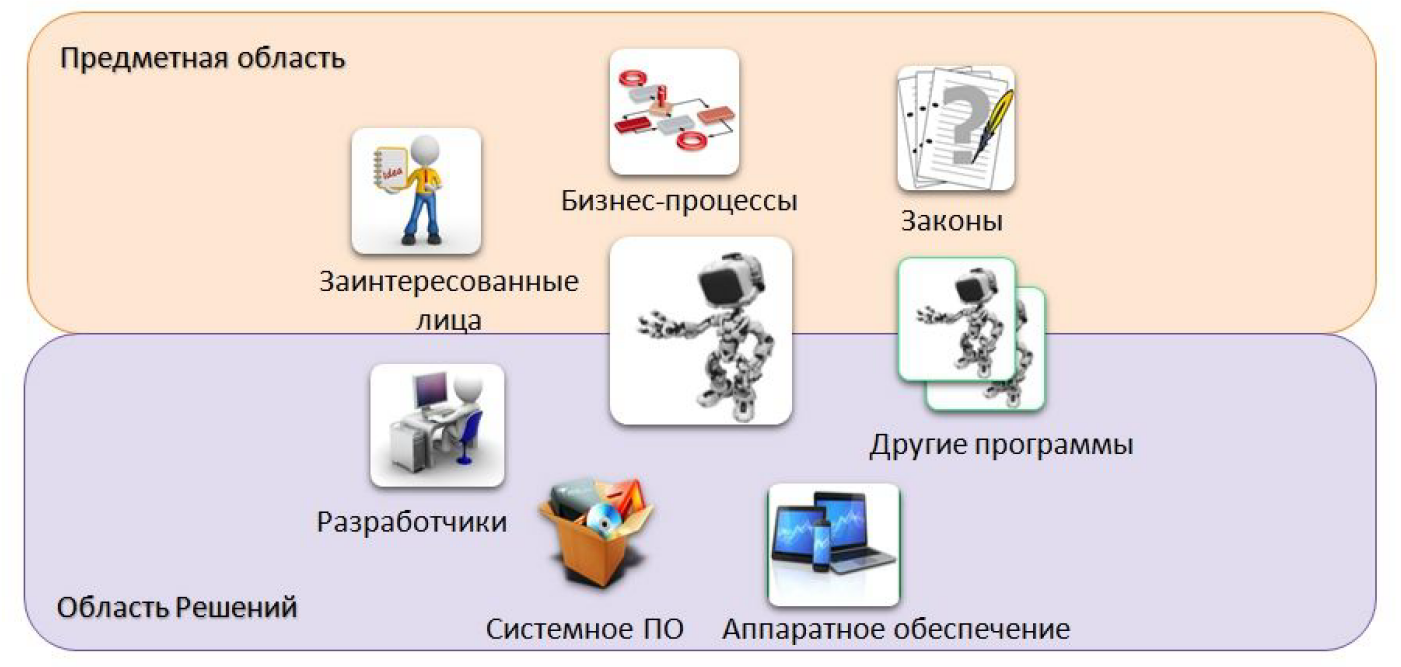 Предметная область
Бизнес-процессы
Законы
idea
Заинтересованные
лица
Другие программы
Разработчики
Область Решений
Системное ПО
Аппаратное обеспечение
?